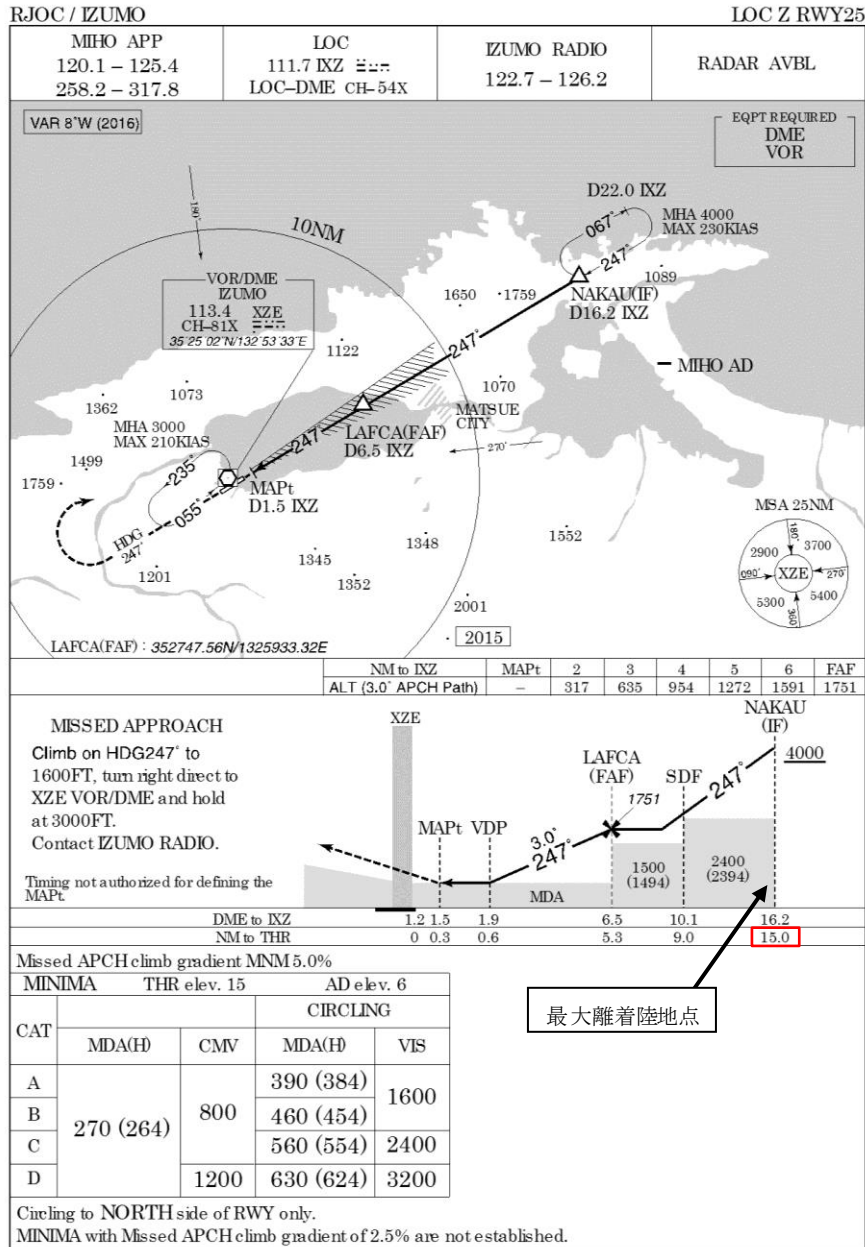 RJOC / IZUMO LOC Z RWY25
MIHO APP
120.1 – 125.4
258.2 – 317.8
LOC
111.7 IXZ
LOC–DME CH–54X
IZUMO RADIO
122.7 – 126.2
RADAR AVBL
VAR 8°W (2016)
EQPT REQUIRED
DME
VOR
180°
10NM
D22.0 IXZ
067°
MHA 4000
MAX 230KIAS
247°
1089
NAKAU(IF)
D16.2 IXZ
VOR/DME
IZUMO
113.4 XZE
CH–81X
35 25 02"N/132 53 33"E
1650
1759
247°
1122
MIHO AD
1073
1070
1362
MATSUE
CITY
MHA 3000
MAX 210KIAS
LAFCA(FAF)
D6.5 IXZ
247°
270°
235°
1499
1759
MAPt
D1.5 IXZ
055°
HDG
247°
MSA 25NM
180°
2900
3700
090°
XZE
270°
5300
5400
360°
1552
1348
1345
1352
1201
2001
2015
LAFCA(FAF) : 352747.56N/1325933.32E
NM to IXZ MAPt 2 3 4 5 6 FAF
ALT (3.0° APCH Path) – 317 635 954 1272 1591 1751
MISSED APPROACH
Climb on HDG247° to
1600FT, turn right direct to
XZE VOR/DME and hold
at 3000FT.
Contact IZUMO RADIO.
Timing not authorized for defining the
MAPt.
XZE
NAKAU
(IF)
4000
LAFCA
(FAF)
SDF
247°
1751
MAPt VDP
3.0°
247°
1500
(1494)
2400
(2394)
MDA
DME to IXZ 1.2 1.5 1.9 6.5 10.1 16.2
NM to THR 0 0.3 0.6 5.3 9.0 15.0
Missed APCH climb gradient MNM 5.0%
MINIMA THR elev. 15 AD elev. 6
CAT
CIRCLING
MDA(H) CMV MDA(H) VIS
A 270 (264) 800 390 (384) 1600
B 460 (454)
C 560 (554) 2400
D 1200 630 (624) 3200
最大離着陸地点
Circling to NORTH side of RWY only.
MINIMA with Missed APCH climb gradient of 2.5% are not established.